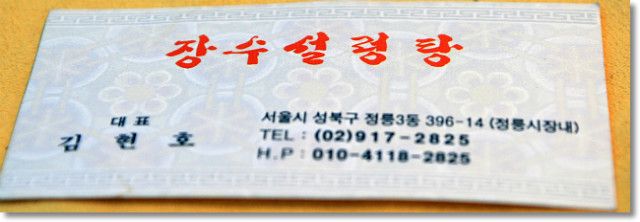 장수설렁탕
대표
김현호
서울시 성북구 정릉3동 396-14 (정릉시장내)
TEL : (02)917-2825
H.P : 010-4118-2825